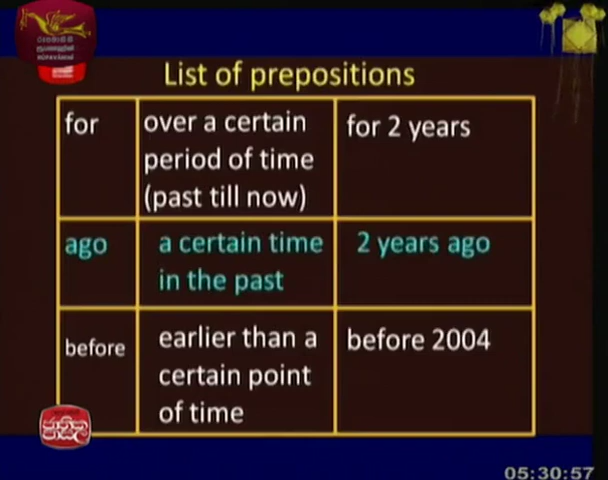 List of prepositions
for
over a certain
period of time
(past till now)
for 2 years
ago
a certain time
in the past
2 years ago
before
earlier than a
certain point
of time
before 2004
05:30:57